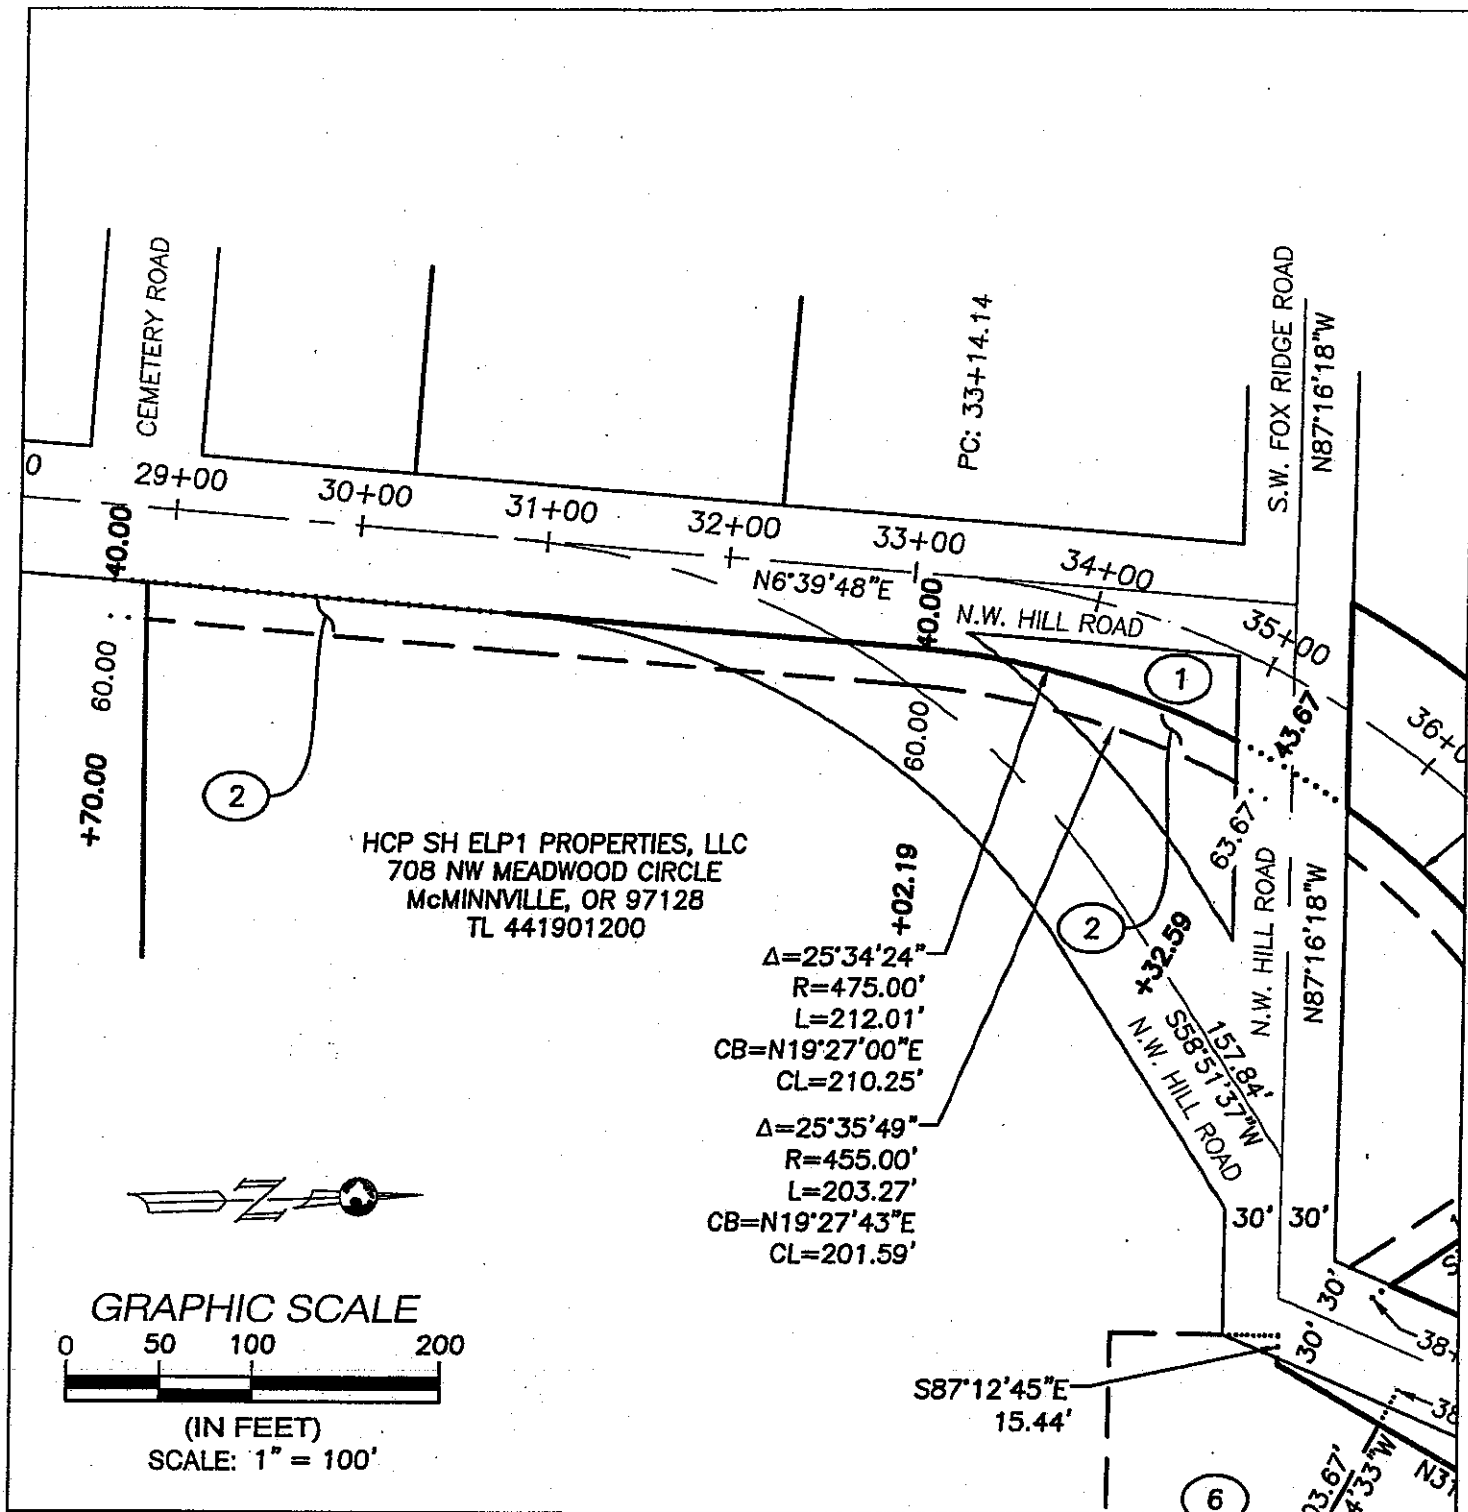 CEMETERY ROAD
PC: 33+14.14
S.W. FOX RIDGE ROAD
N87°16'18"W
0
29+00
30+00
31+00
32+00
33+00
34+00
35+00
40.00
N6°39'48"E
40.00
N.W. HILL ROAD
1
43.67
60.00
60.00
+70.00
2
63.67
HCP SH ELP1 PROPERTIES, LLC
708 NW MEADWOOD CIRCLE
McMINNVILLE, OR 97128
TL 441901200
+02.19
2
+32.59
N.W. HILL ROAD
N87°16'18"W
Δ=25°34'24"
R=475.00'
L=212.01'
CB=N19°27'00"E
CL=210.25'
157.84'
S58°51'37"W
N.W. HILL ROAD
Δ=25°35'49"
R=455.00'
L=203.27'
CB=N19°27'43"E
CL=201.59'
30' 30'
N
30'
30'
GRAPHIC SCALE
0 50 100 200
(IN FEET)
SCALE: 1" = 100'
S87°12'45"E
15.44'
6